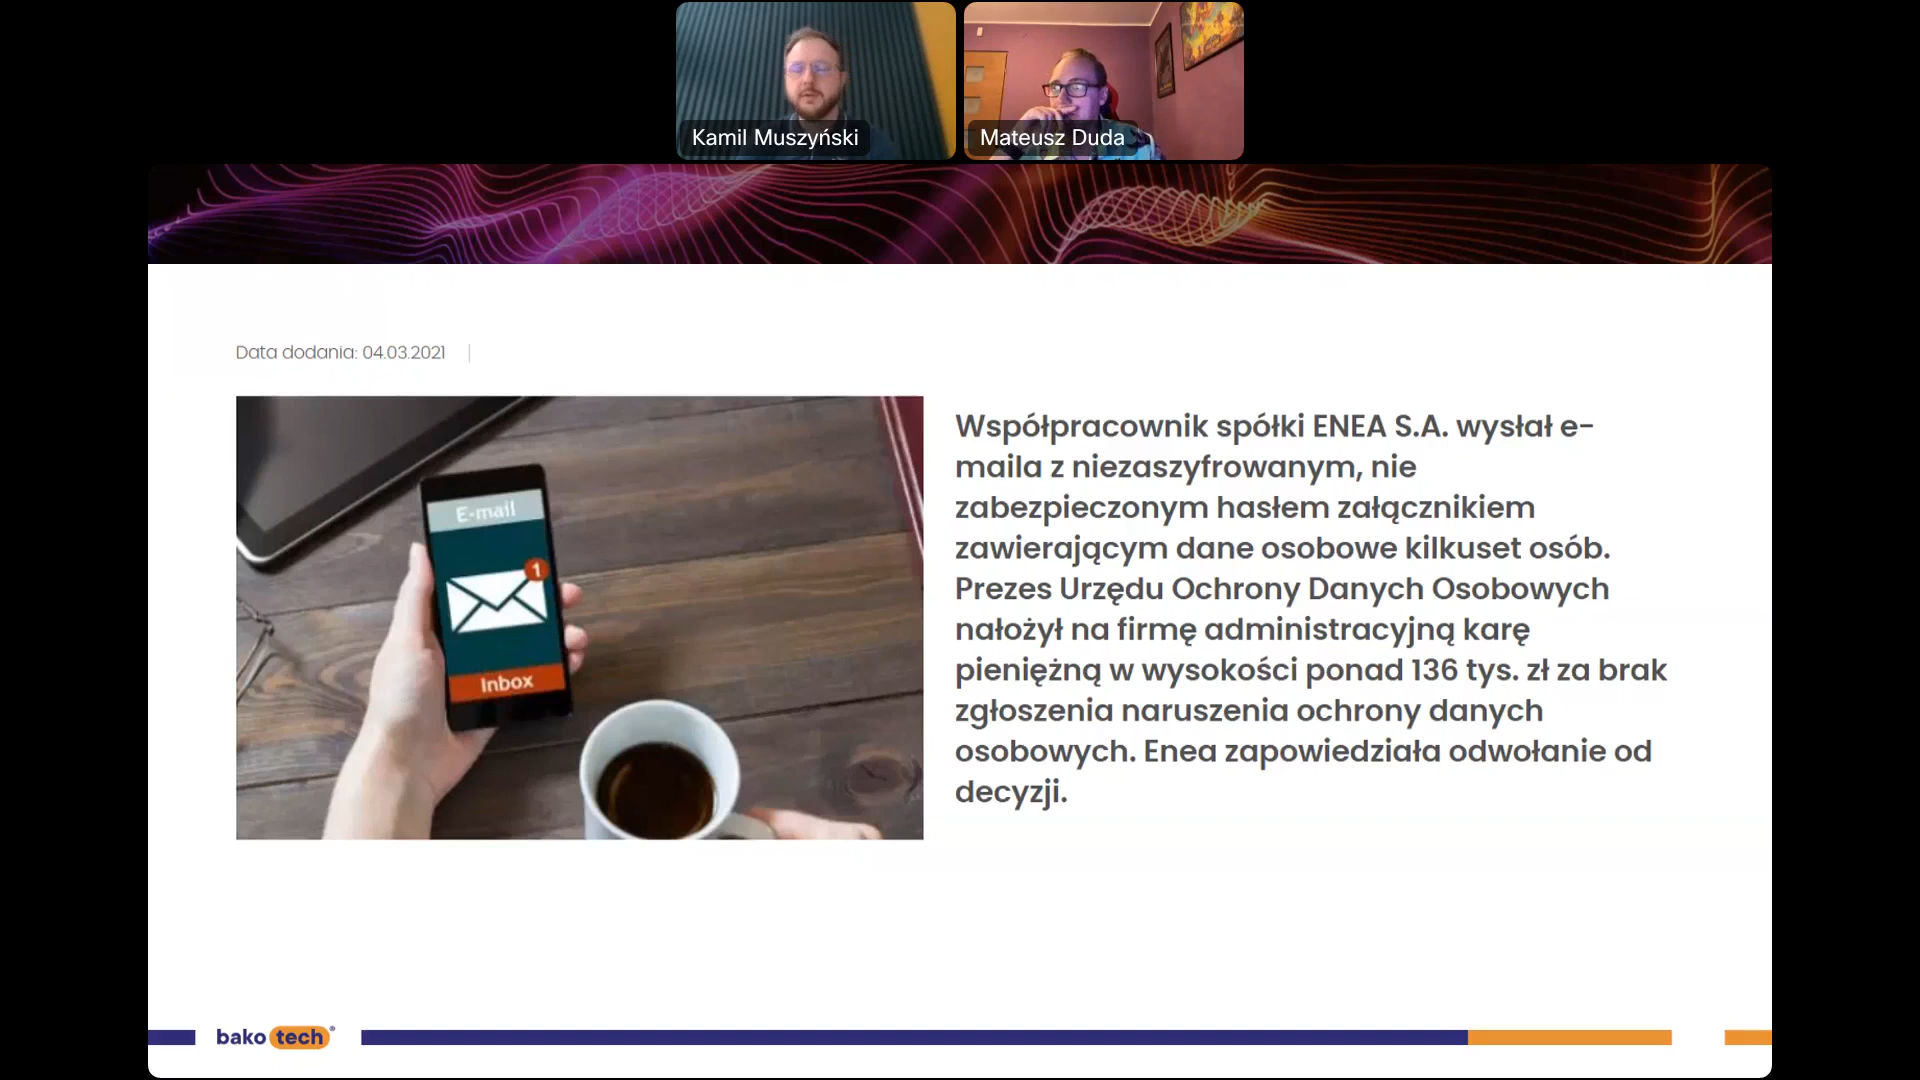 Kamil Muszyński
Mateusz Duda
Data dodania: 04.03.2021
E-mail
1
Inbox
Współpracownik spółki ENEA S.A. wysłał e-
maila z niezaszyfrowanym, nie
zabezpieczonym hasłem załącznikiem
zawierającym dane osobowe kilkuset osób.
Prezes Urzędu Ochrony Danych Osobowych
nałożył na firmę administracyjną karę
pieniężną w wysokości ponad 136 tys. zł za brak
zgłoszenia naruszenia ochrony danych
osobowych. Enea zapowiedziała odwołanie od
decyzji.
bako tech®